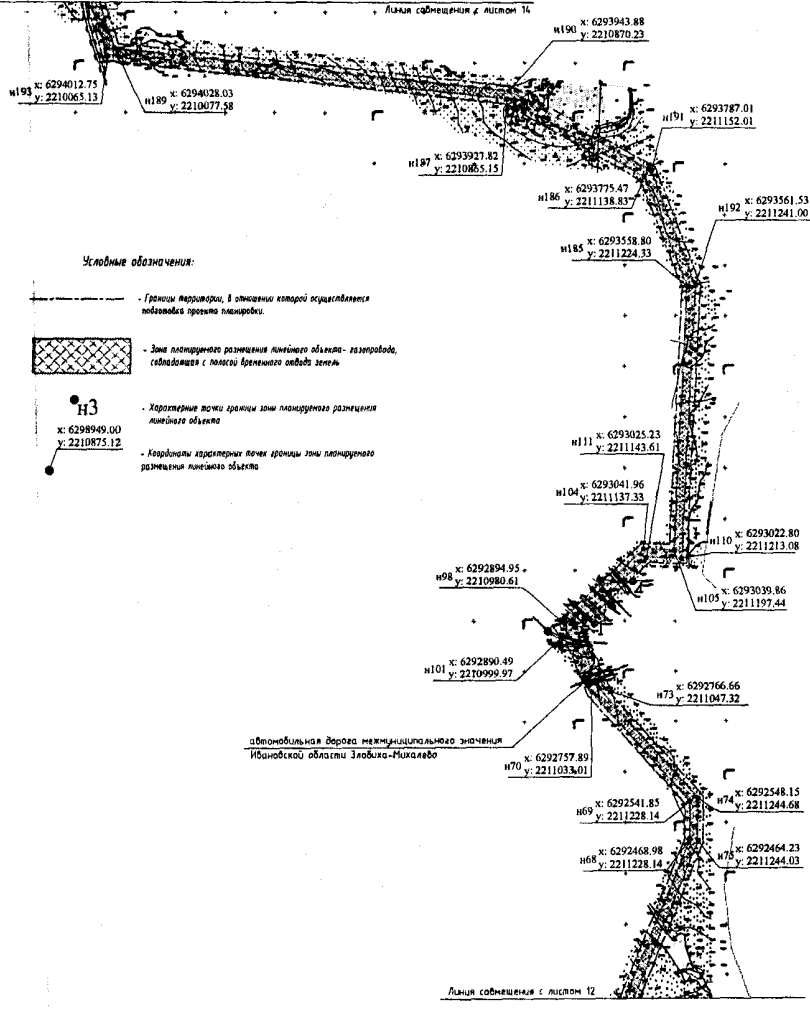 Линия совмещения с листом 14
н190 x: 6293943.88
y: 2210870.23
н193 x: 6294012.75
y: 2210065.13
н189 x: 6294028.03
y: 2210077.58
н191 x: 6293787.01
y: 2211152.01
н187 x: 6293927.82
y: 2210865.15
н186 x: 6293775.47
y: 2211138.83
н192 x: 6293561.53
y: 2211241.00
н185 x: 6293558.80
y: 2211224.33
Условные обозначения:
- Границы территории, в отношении которой осуществляется
подготовка проекта планировки.
- Зона планируемого размещения линейного объекта- газопровода,
совпадающая с полосой временного отвода земель
н3
- Характерные точки границы зоны планируемого размещения
линейного объекта
x: 6298949.00
y: 2210875.12
- Координаты характерных точек границы зоны планируемого
размещения линейного объекта
н111 x: 6293025.23
y: 2211143.61
н104 x: 6293041.96
y: 2211137.33
н110 x: 6293022.80
y: 2211213.08
н98 x: 6292894.95
y: 2210980.61
н105 x: 6293039.86
y: 2211197.44
н101 x: 6292890.49
y: 2210999.97
н73 x: 6292766.66
y: 2211047.32
автомобильная дорога межмуниципального значения
Ивановской области Зловиха-Михалево
н70 x: 6292757.89
y: 2211033.01
н69 x: 6292541.85
y: 2211228.14
н74 x: 6292548.15
y: 2211244.68
н68 x: 6292468.98
y: 2211228.14
н75 x: 6292464.23
y: 2211244.03
Линия совмещения с листом 12